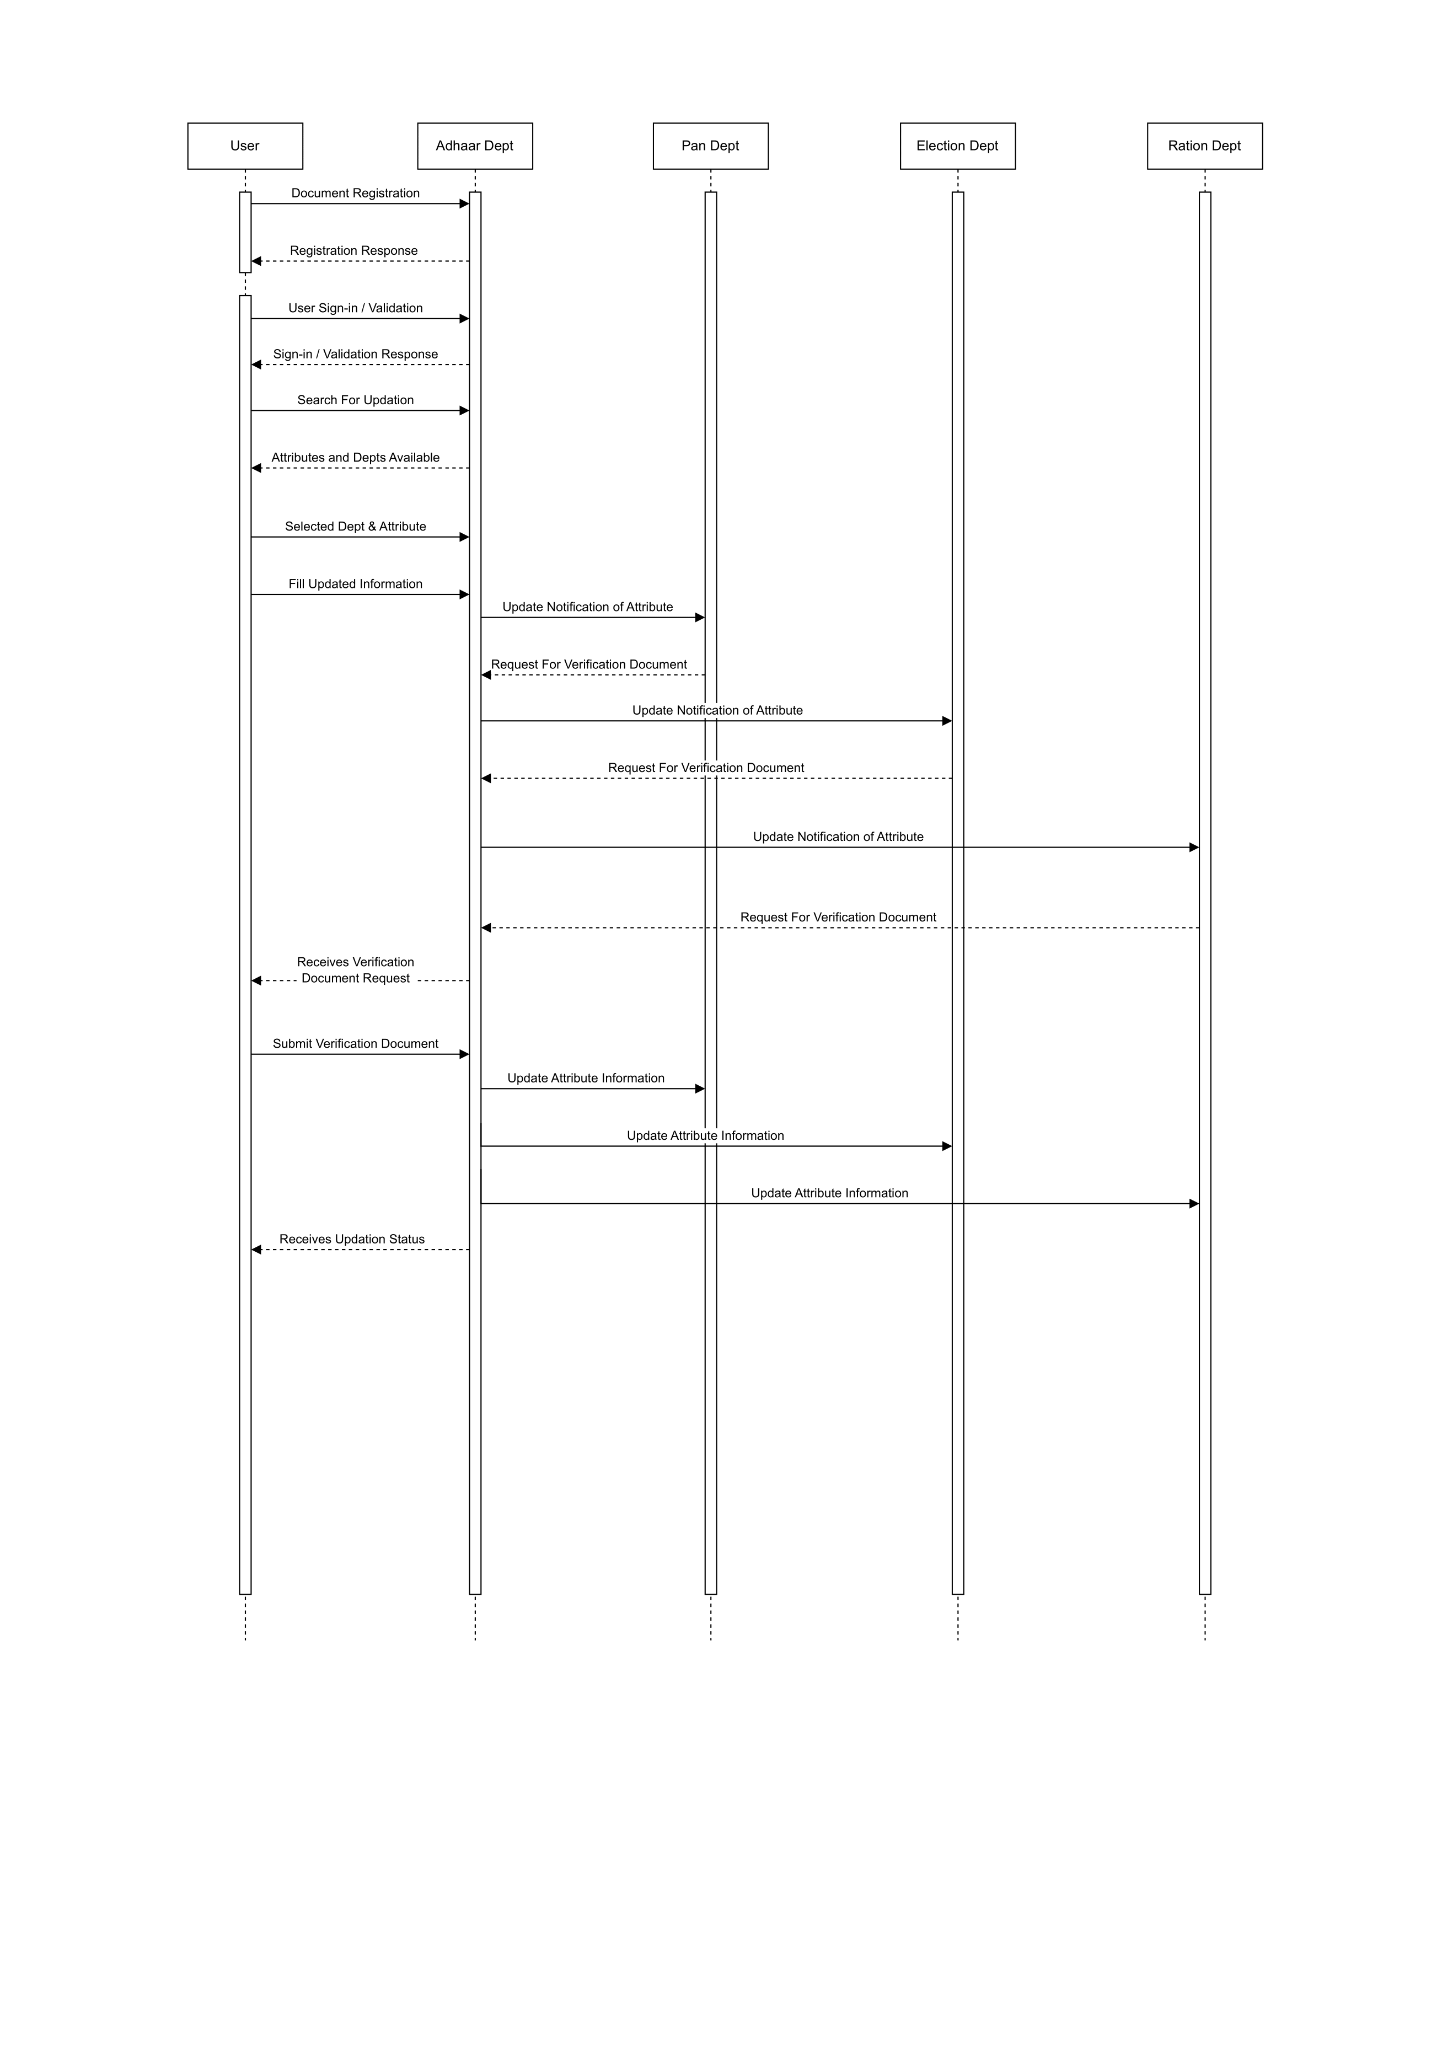 User
Adhaar Dept
Pan Dept
Election Dept
Ration Dept
Document Registration
Registration Response
User Sign-in / Validation
Sign-in / Validation Response
Search For Updation
Attributes and Depts Available
Selected Dept & Attribute
Fill Updated Information
Update Notification of Attribute
Request For Verification Document
Update Notification of Attribute
Request For Verification Document
Update Notification of Attribute
Request For Verification Document
Receives Verification
Document Request
Submit Verification Document
Update Attribute Information
Update Attribute Information
Update Attribute Information
Receives Updation Status